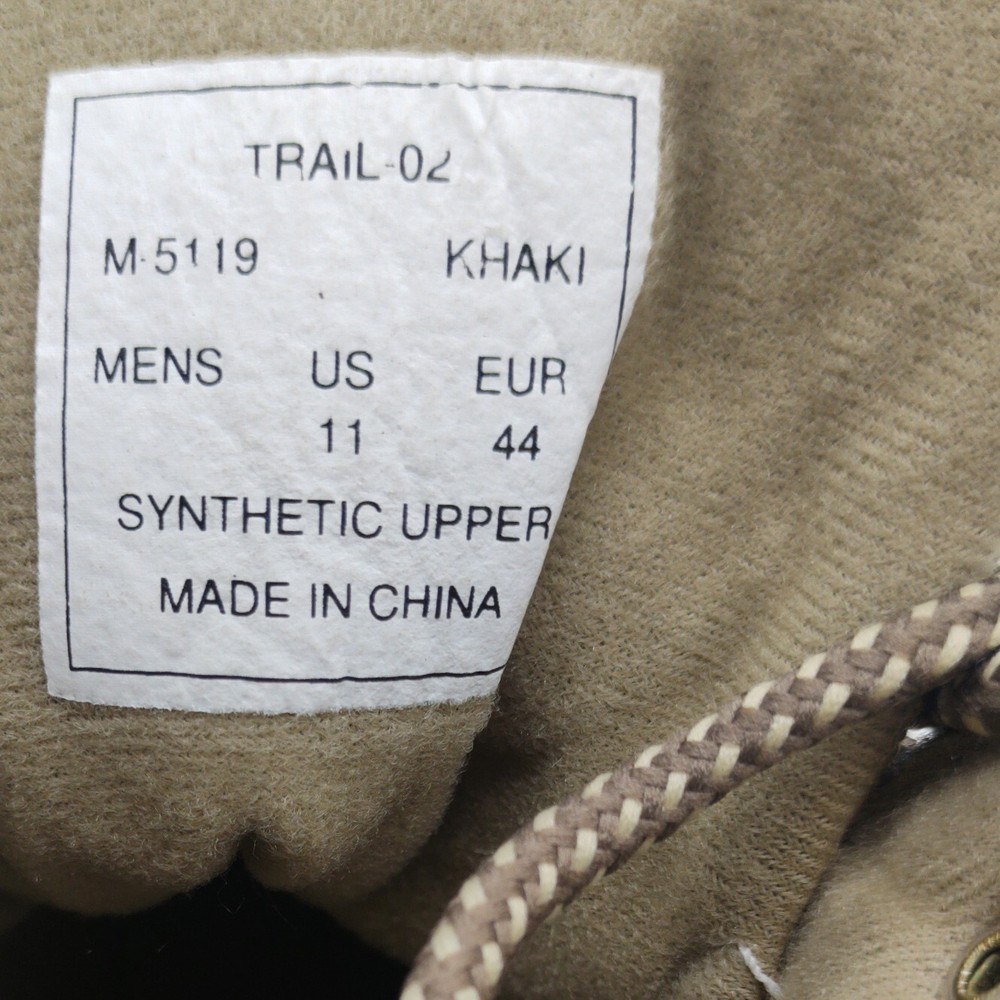 TRAIL-02
M-5119 KHAKI
MENS US EUR
11 44
SYNTHETIC UPPER
MADE IN CHINA